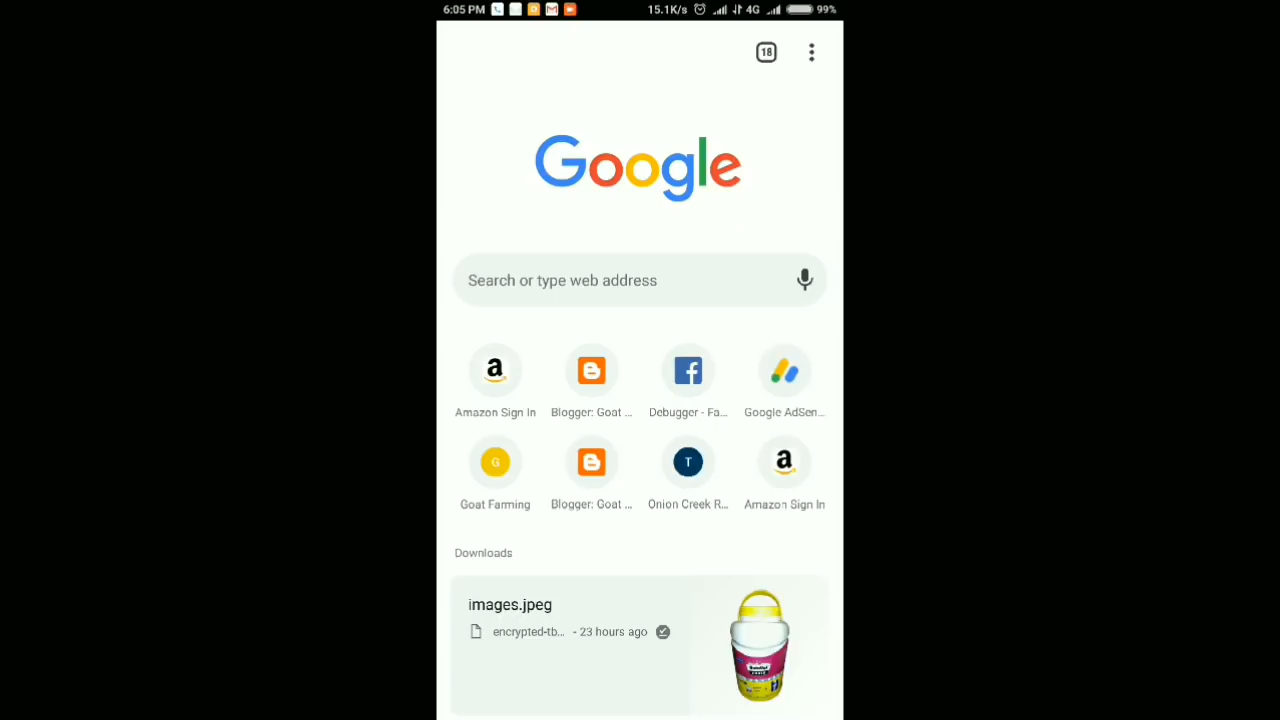 6:05 PM 15.1K/s 4G 99%
18
Google
Search or type web address
a
Amazon Sign In Blogger: Goat ... Debugger - Fa... Google AdSen...
G T a
Goat Farming Blogger: Goat ... Onion Creek R... Amazon Sign In
Downloads
images.jpeg
encrypted-tb... - 23 hours ago